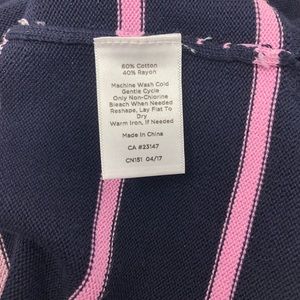 60% Cotton
40% Rayon
Machine Wash Cold
Gentle Cycle
Only Non-Chlorine
Bleach When Needed
Reshape, Lay Flat To
Dry
Warm Iron, If Needed
Made In China
CA #23147
CN151 04/17